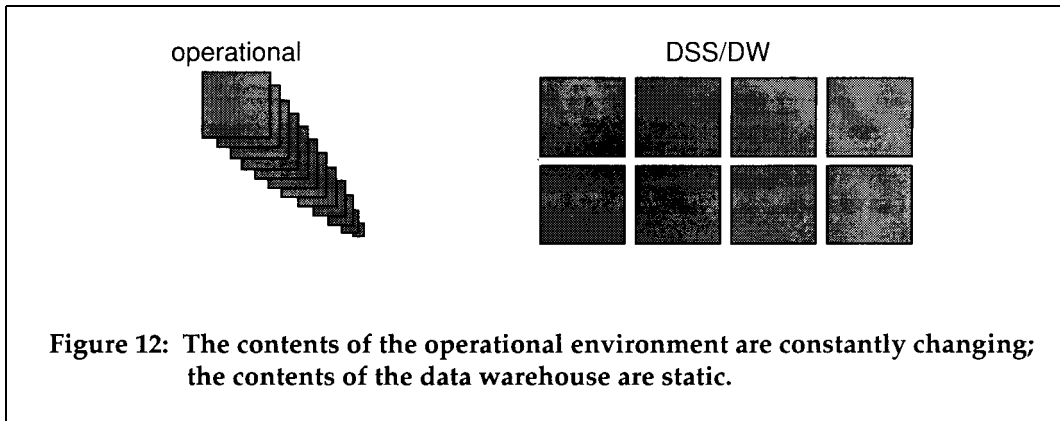 operational
DSS/DW
Figure 12: The contents of the operational environment are constantly changing;
the contents of the data warehouse are static.